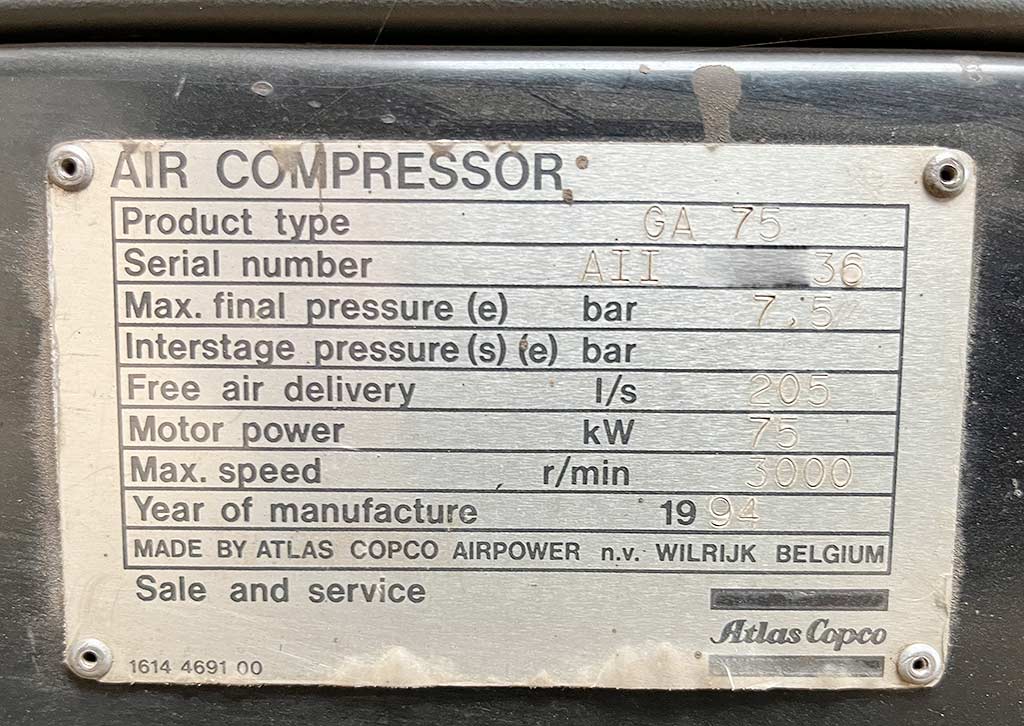 AIR COMPRESSOR
Product type GA 75
Serial number AII 36
Max. final pressure (e) bar 7.5
Interstage pressure (s) (e) bar
Free air delivery l/s 205
Motor power kW 75
Max. speed r/min 3000
Year of manufacture 19 94
MADE BY ATLAS COPCO AIRPOWER n.v. WILRIJK BELGIUM
Sale and service
Atlas Copco
1614 4691 00